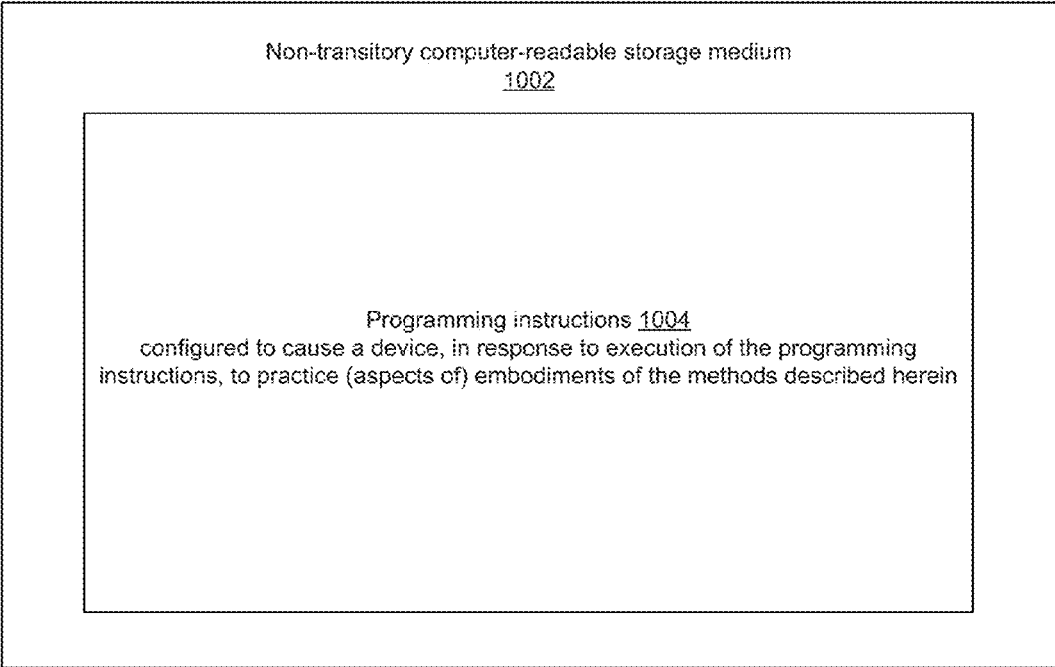 Non-transitory computer-readable storage medium
1002
Programming instructions 1004
configured to cause a device, in response to execution of the programming
instructions, to practice (aspects of) embodiments of the methods described herein